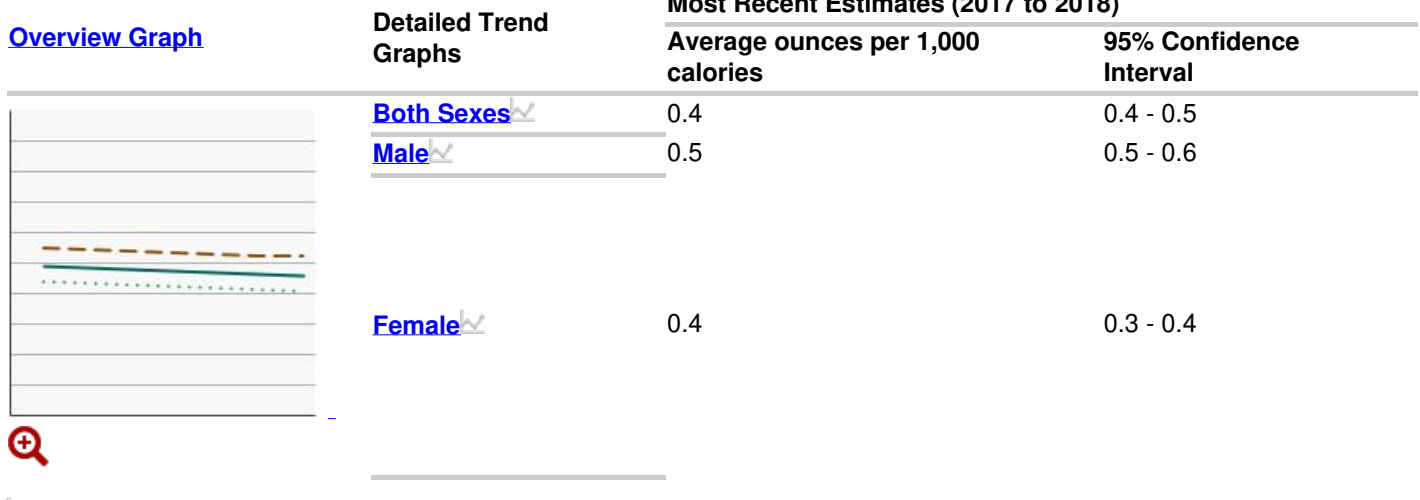 Most Recent Estimates (2017 to 2018)
Overview Graph
Detailed Trend
Graphs
Average ounces per 1,000
calories
95% Confidence
Interval
Both Sexes 0.4 0.4 - 0.5
Male 0.5 0.5 - 0.6
Female 0.4 0.3 - 0.4